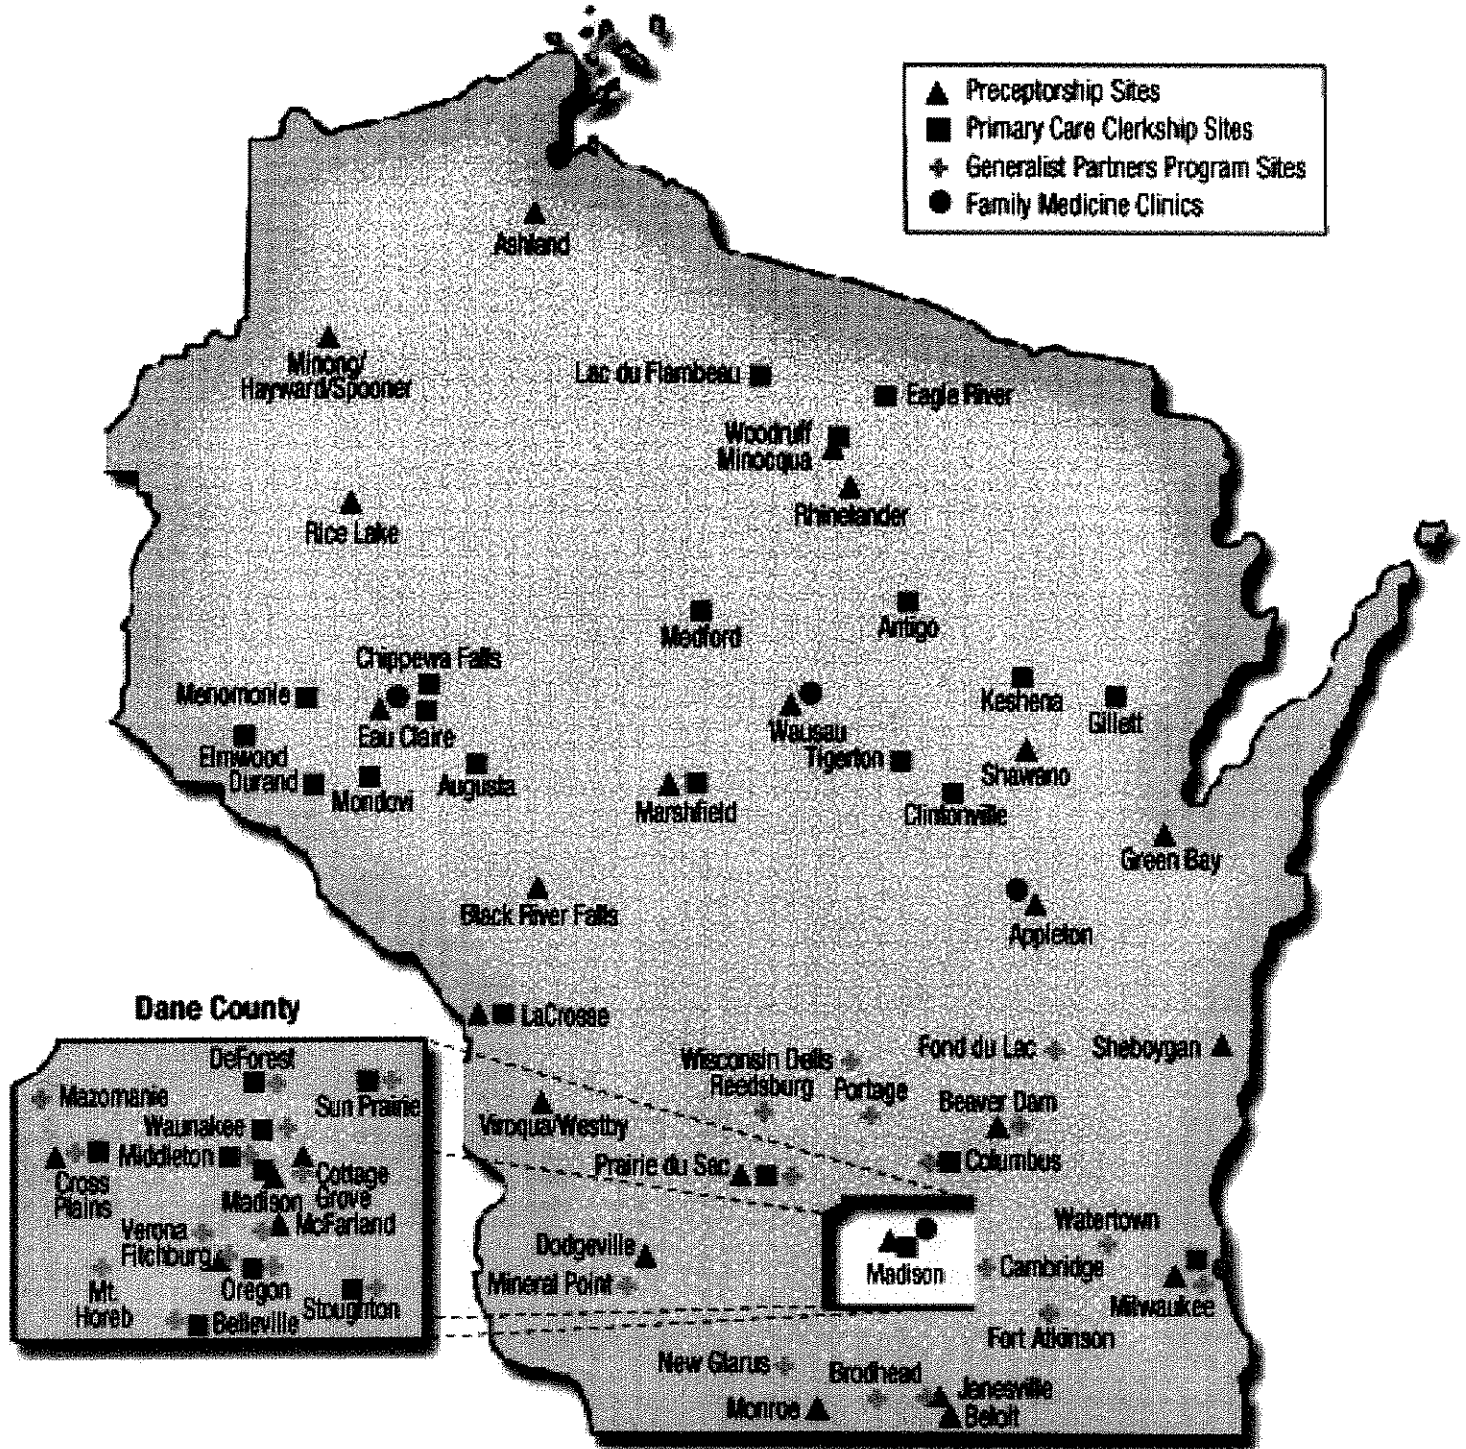 Preceptorship Sites
Primary Care Clerkship Sites
Generalist Partners Program Sites
Family Medicine Clinics
Ashland
Minong/
Hayward/Spooner
Lac du Flambeau
Eagle River
Woodruff
Minocqua
Rhinelander
Rice Lake
Medford
Antigo
Chippewa Falls
Menomonie
Eau Claire
Elmwood
Durand
Mondovi
Augusta
Wausau
Tigerton
Keshena
Gillett
Shawano
Marshfield
Clintonville
Green Bay
Black River Falls
Appleton
LaCrosse
Wisconsin Dells
Reedsburg
Portage
Fond du Lac
Sheboygan
Beaver Dam
Viroqua/Westby
Prairie du Sac
Columbus
Dodgeville
Mineral Point
Madison
Cambridge
Watertown
Milwaukee
Fort Atkinson
New Glarus
Brodhead
Janesville
Monroe
Beloit
Dane County
DeForest
Mazomanie
Sun Prairie
Waunakee
Middleton
Cross
Plains
Madison
Cottage
Grove
McFarland
Verona
Fitchburg
Mt.
Horeb
Oregon
Stoughton
Belleville